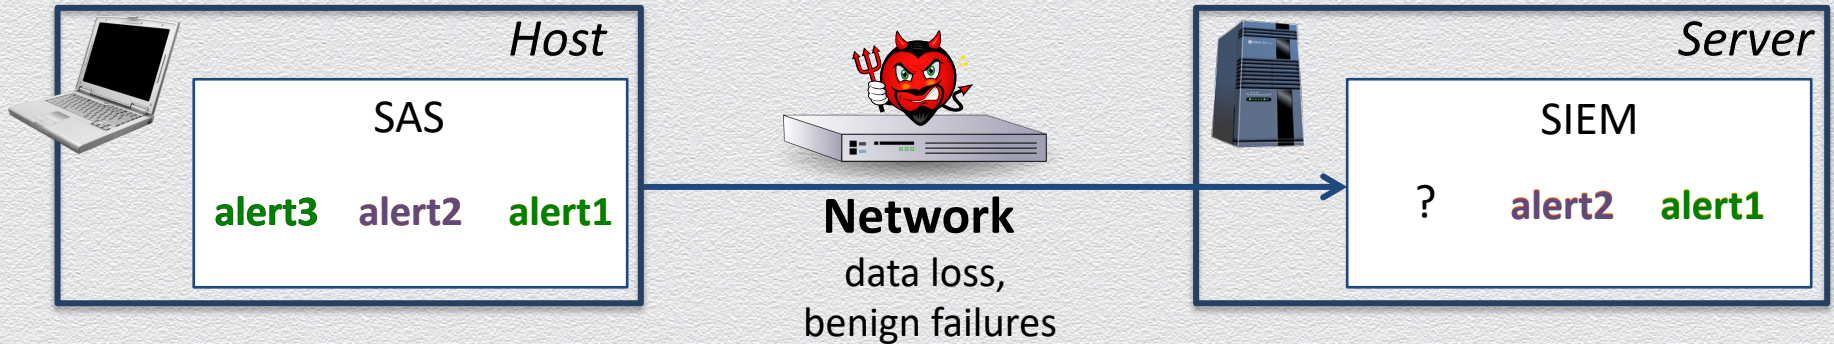 Host
SAS
alert3 alert2 alert1
Network
data loss,
benign failures
Server
SIEM
? alert2 alert1